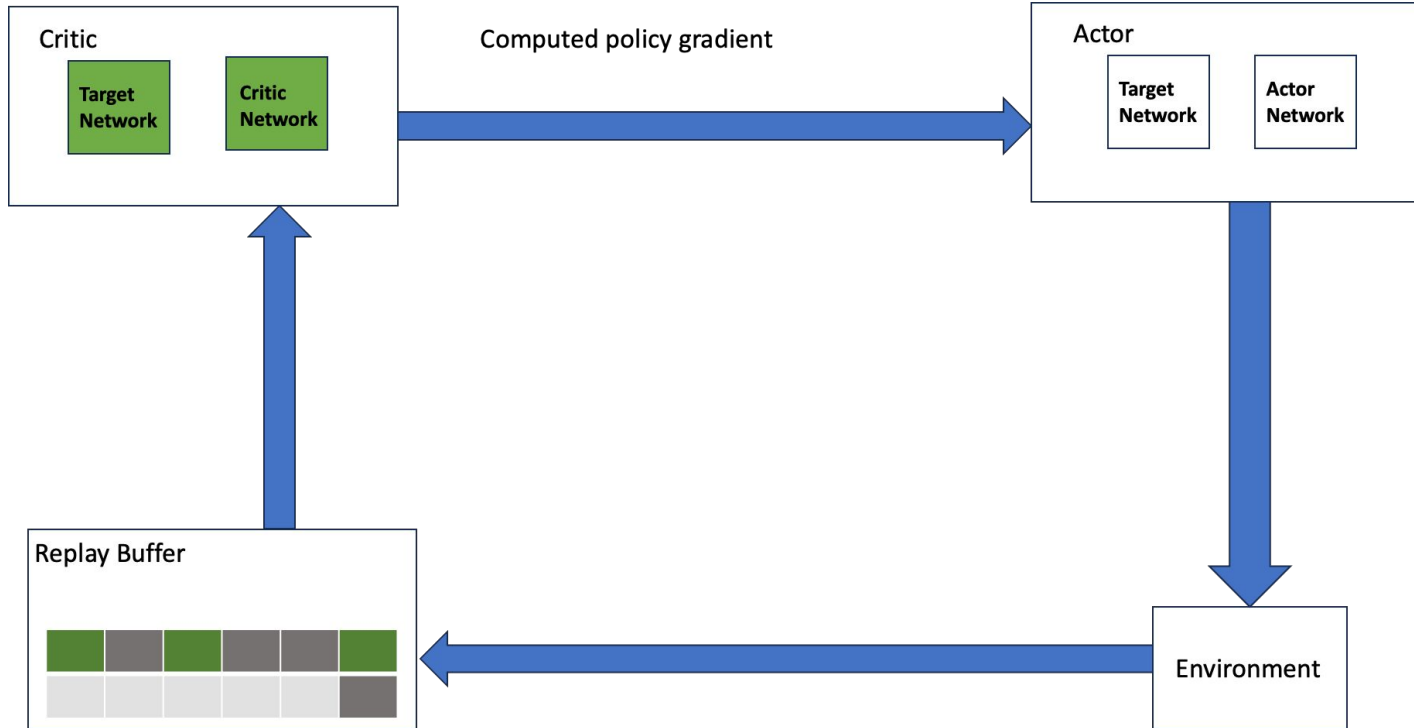 Critic
Target
Network
Critic
Network
Computed policy gradient
Actor
Target
Network
Actor
Network
Replay Buffer
Environment